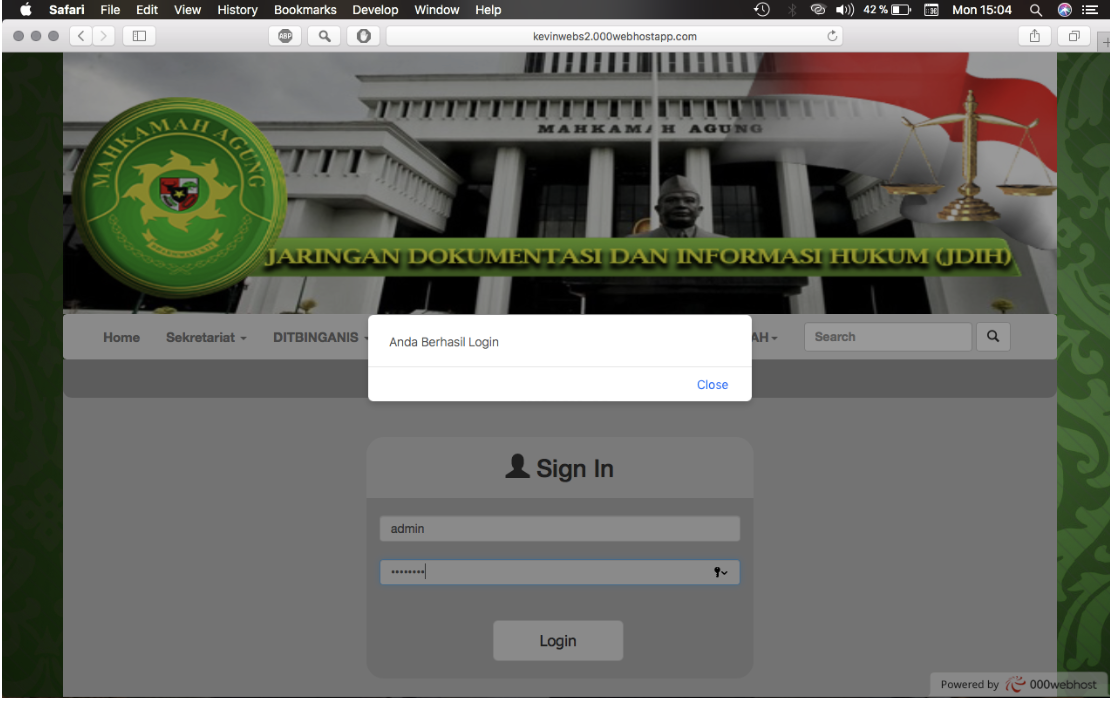 Safari File Edit View History Bookmarks Develop Window Help 42 % Mon 15:04
ABP kevinwebs2.000webhostapp.com
MAHKAMAH AGUNG
MAHKAMAH AGUNG
JARINGAN DOKUMENTASI DAN INFORMASI HUKUM (JDIH)
Home Sekretariat DITBINGANIS AH Search
Anda Berhasil Login
Close
Sign In
admin
••••••••
Login
Powered by 000webhost